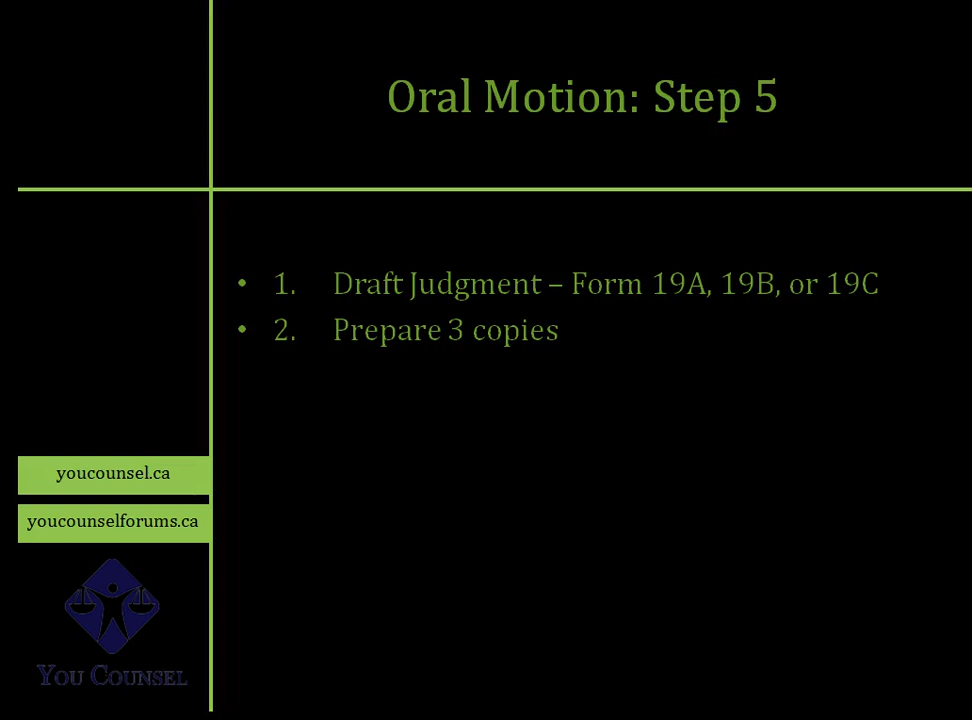 Oral Motion: Step 5
• 1. Draft Judgment – Form 19A, 19B, or 19C
• 2. Prepare 3 copies
youcounsel.ca
youcounselforums.ca
YOU COUNSEL